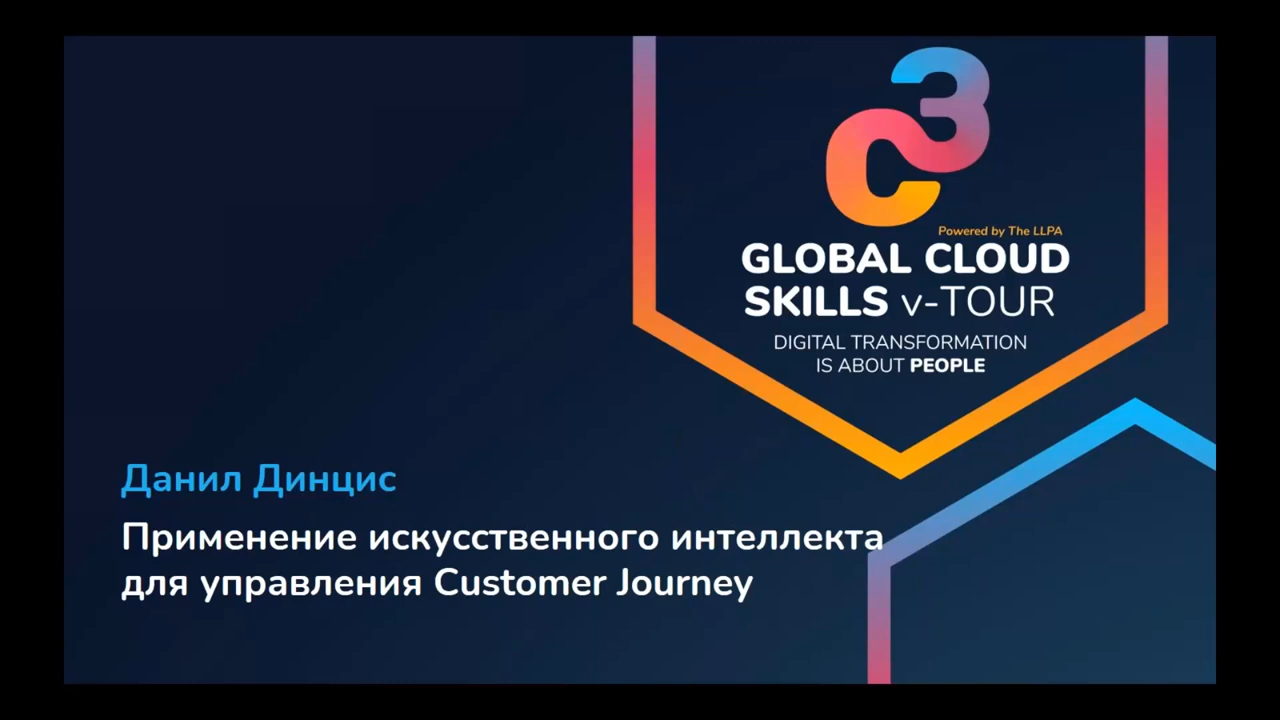 c3
Powered by The LLPA
GLOBAL CLOUD
SKILLS v-TOUR
DIGITAL TRANSFORMATION
IS ABOUT PEOPLE
Данил Динцис
Применение искусственного интеллекта
для управления Customer Journey